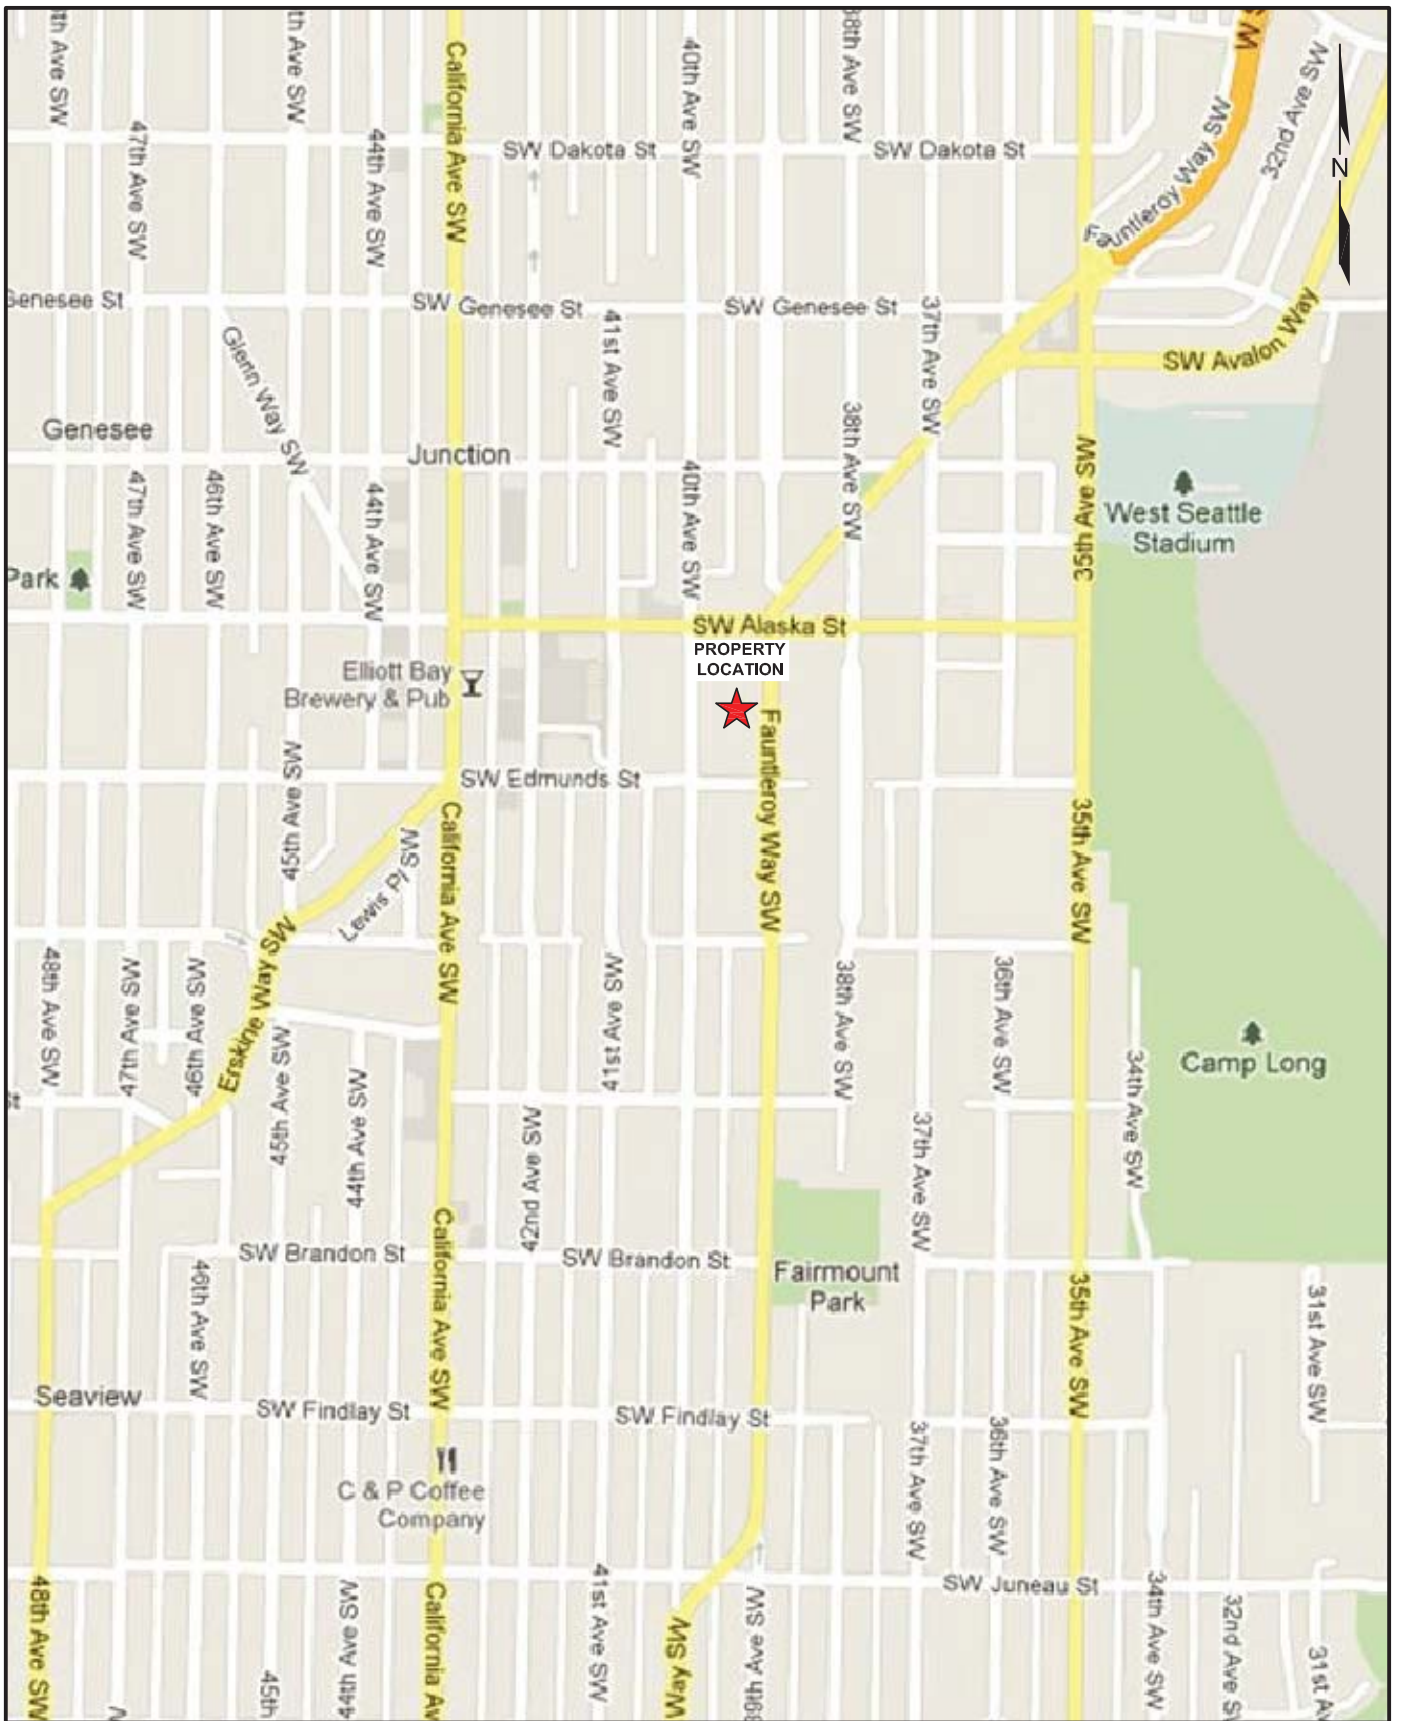 California Ave SW
40th Ave SW
32nd Ave SW
N
47th Ave SW
44th Ave SW
SW Dakota St
SW Dakota St
Fauntleroy Way SW
Genesee St
SW Genesee St
SW Genesee St
37th Ave SW
41st Ave SW
Glenn Way SW
SW Avalon Way
Genesee
Junction
38th Ave SW
35th Ave SW
47th Ave SW
46th Ave SW
44th Ave SW
40th Ave SW
West Seattle
Stadium
Park
SW Alaska St
PROPERTY
LOCATION
Elliott Bay
Brewery & Pub
Fauntleroy Way SW
45th Ave SW
SW Edmunds St
California Ave SW
35th Ave SW
Lewis Pl SW
Erskine Way SW
48th Ave SW
47th Ave SW
46th Ave SW
41st Ave SW
38th Ave SW
36th Ave SW
45th Ave SW
44th Ave SW
34th Ave SW
Camp Long
42nd Ave SW
37th Ave SW
California Ave SW
SW Brandon St
SW Brandon St
Fairmount
Park
46th Ave SW
35th Ave SW
31st Ave SW
Seaview
SW Findlay St
SW Findlay St
37th Ave SW
36th Ave SW
C & P Coffee
Company
48th Ave SW
44th Ave SW
California Av
41st Ave SW
Way SW
39th Ave SW
SW Juneau St
34th Ave SW
32nd Ave S
31st Av
45th